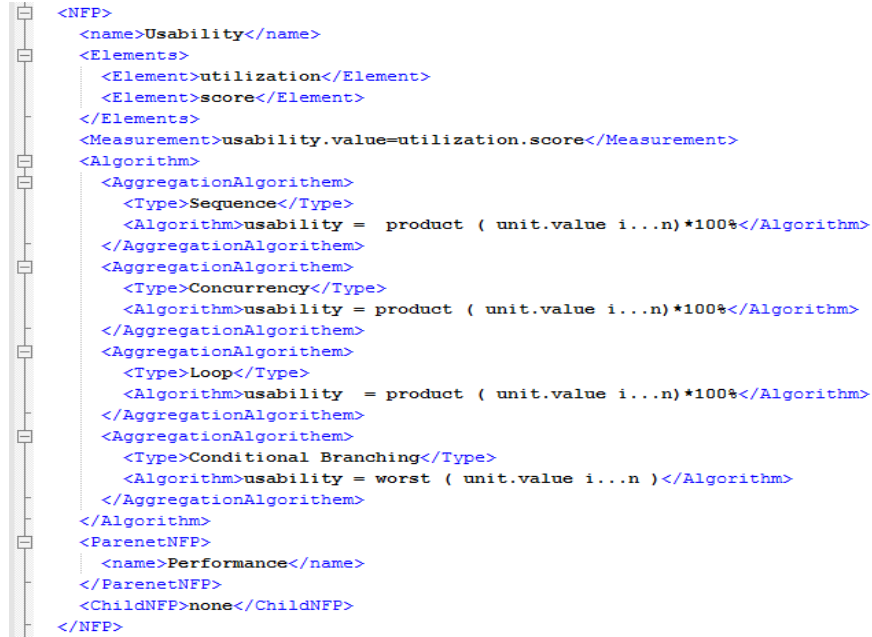 <NFP>
<name>Usability</name>
<Elements>
<Element>utilization</Element>
<Element>score</Element>
</Elements>
<Measurement>usability.value=utilization.score</Measurement>
<Algorithm>
<AggregationAlgorithem>
<Type>Sequence</Type>
<Algorithm>usability =  product ( unit.value i...n)*100%</Algorithm>
</AggregationAlgorithem>
<AggregationAlgorithem>
<Type>Concurrency</Type>
<Algorithm>usability = product ( unit.value i...n)*100%</Algorithm>
</AggregationAlgorithem>
<AggregationAlgorithem>
<Type>Loop</Type>
<Algorithm>usability  = product ( unit.value i...n)*100%</Algorithm>
</AggregationAlgorithem>
<AggregationAlgorithem>
<Type>Conditional Branching</Type>
<Algorithm>usability = worst ( unit.value i...n )</Algorithm>
</AggregationAlgorithem>
</Algorithm>
<ParenetNFP>
<name>Performance</name>
</ParenetNFP>
<ChildNFP>none</ChildNFP>
</NFP>